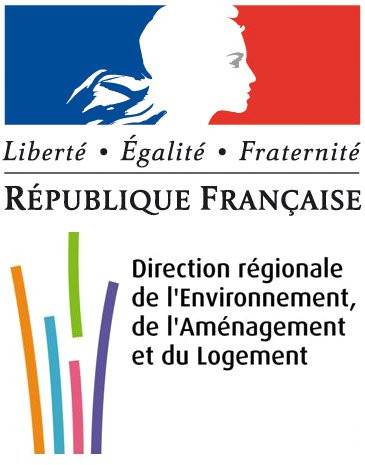 Liberté • Égalité • Fraternité
RÉPUBLIQUE FRANÇAISE
Direction régionale
de l'Environnement,
de l'Aménagement
et du Logement